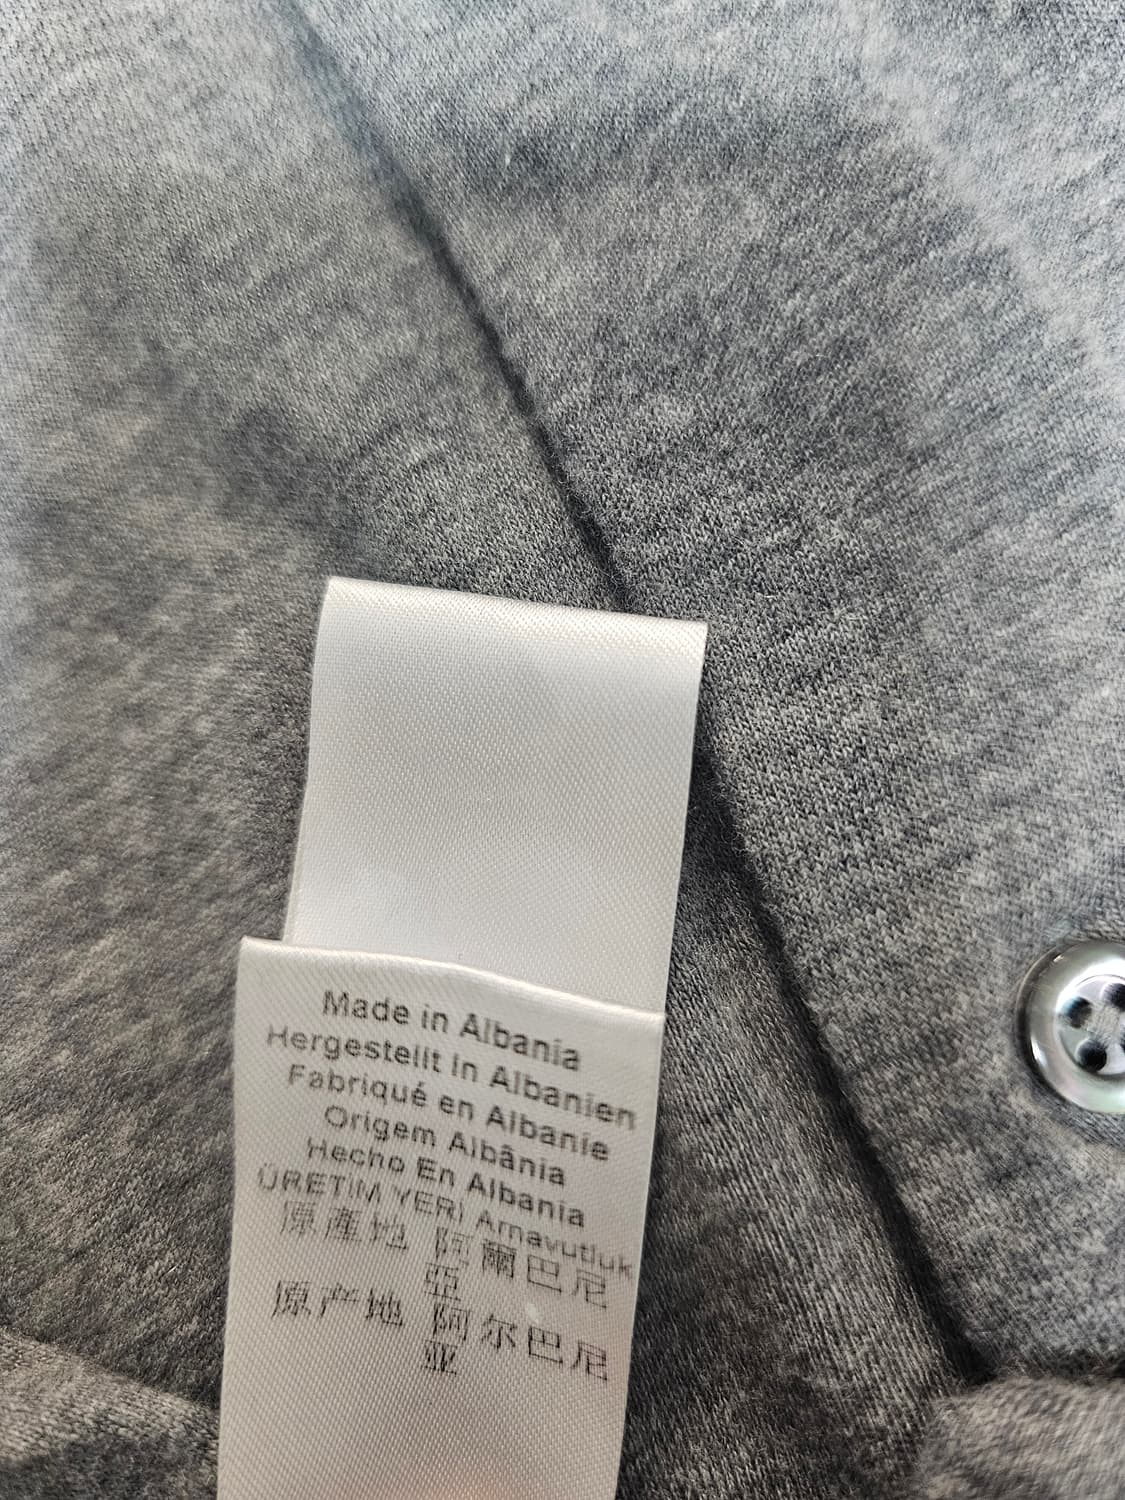 Made in Albania
Hergestellt in Albanien
Fabriqué en Albanie
Origem Albânia
Hecho En Albania
ÜRETİM YERİ Arnavutluk
原產地 阿爾巴尼
亞
原产地 阿尔巴尼
亚